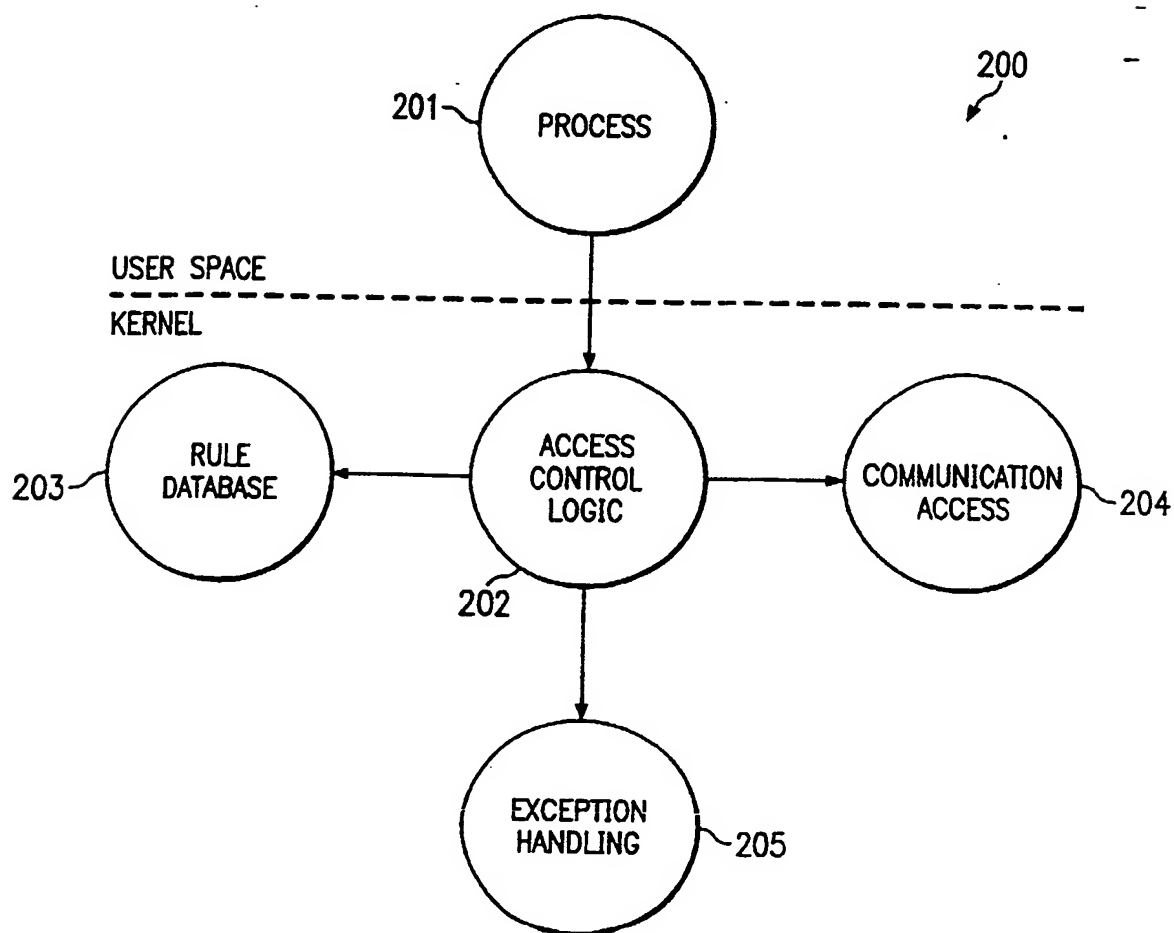 200
201
PROCESS
USER SPACE
KERNEL
203
RULE
DATABASE
ACCESS
CONTROL
LOGIC
202
COMMUNICATION
ACCESS
204
EXCEPTION
HANDLING
205